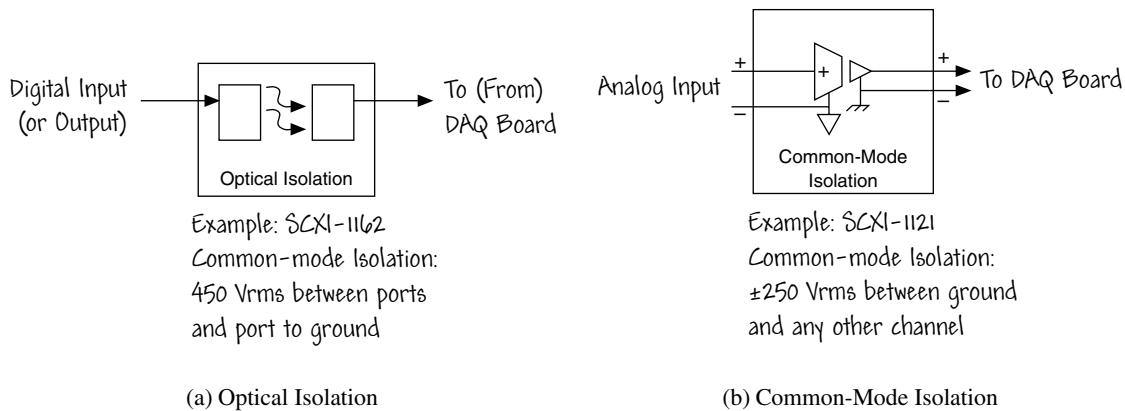 Digital Input
(or Output)
To (From)
DAQ Board
Optical Isolation
Example: SCXI-1162
Common-mode Isolation:
450 Vrms between ports
and port to ground
(a) Optical Isolation
Analog Input
+
−
+
+
−
To DAQ Board
Common-Mode
Isolation
Example: SCXI-1121
Common-mode Isolation:
±250 Vrms between ground
and any other channel
(b) Common-Mode Isolation